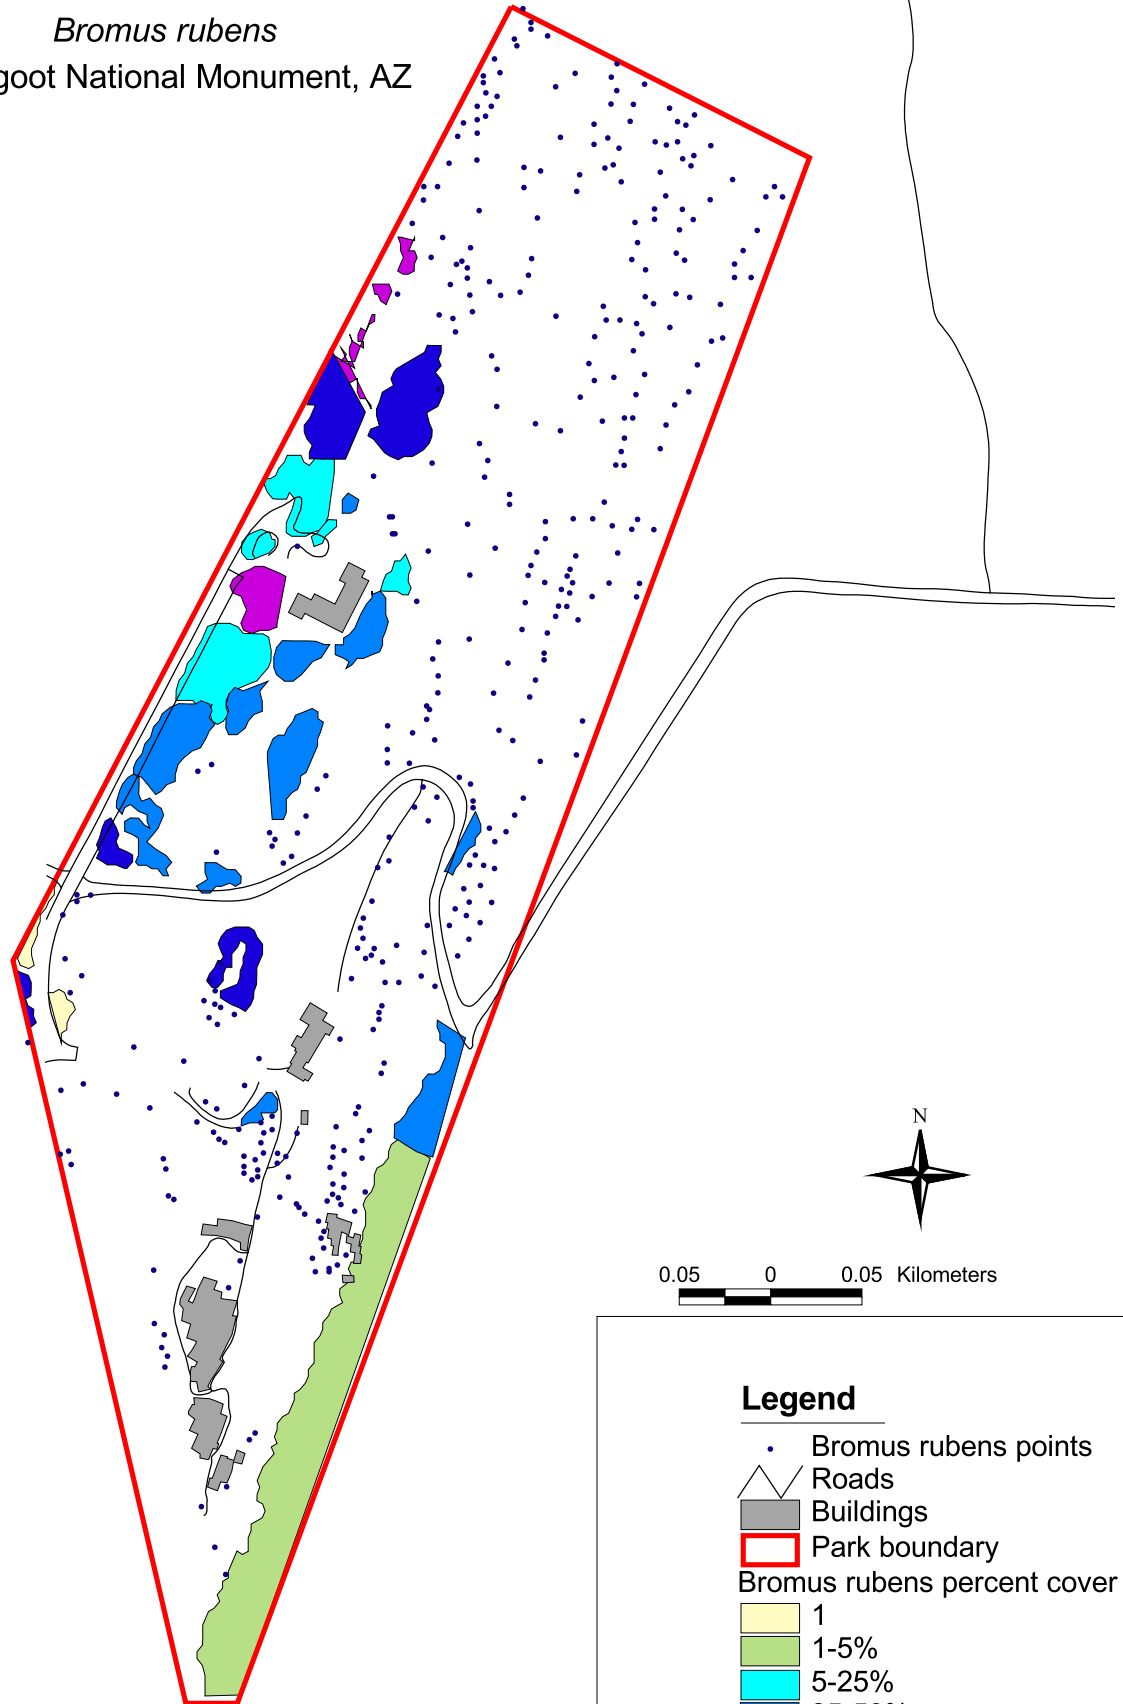 Bromus rubens
goot National Monument, AZ
N
0.05 0 0.05 Kilometers
Legend
Bromus rubens points
Roads
Buildings
Park boundary
Bromus rubens percent cover
1
1-5%
5-25%